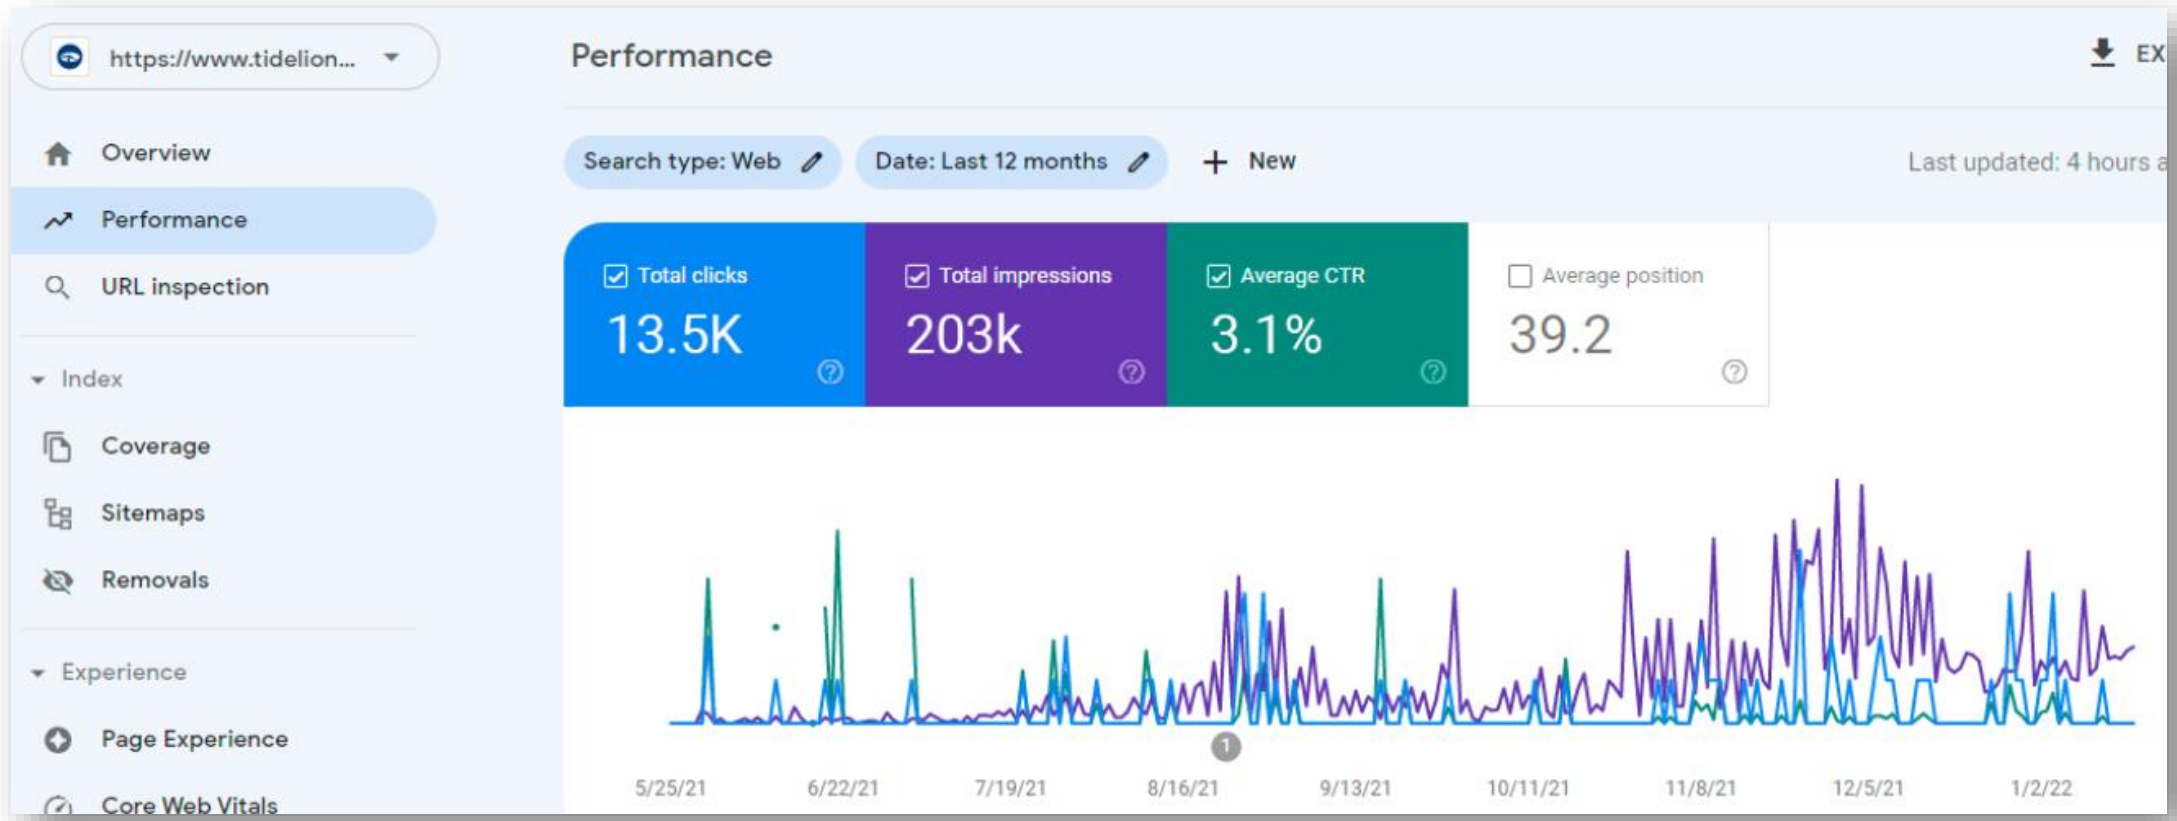 https://www.tidelion...
Overview
Performance
URL inspection
Index
Coverage
Sitemaps
Removals
Experience
Page Experience
Core Web Vitals
Performance
EX
Search type: Web
Date: Last 12 months
+ New
Last updated: 4 hours a
Total clicks
13.5K
Total impressions
203k
Average CTR
3.1%
Average position
39.2
1
5/25/21
6/22/21
7/19/21
8/16/21
9/13/21
10/11/21
11/8/21
12/5/21
1/2/22